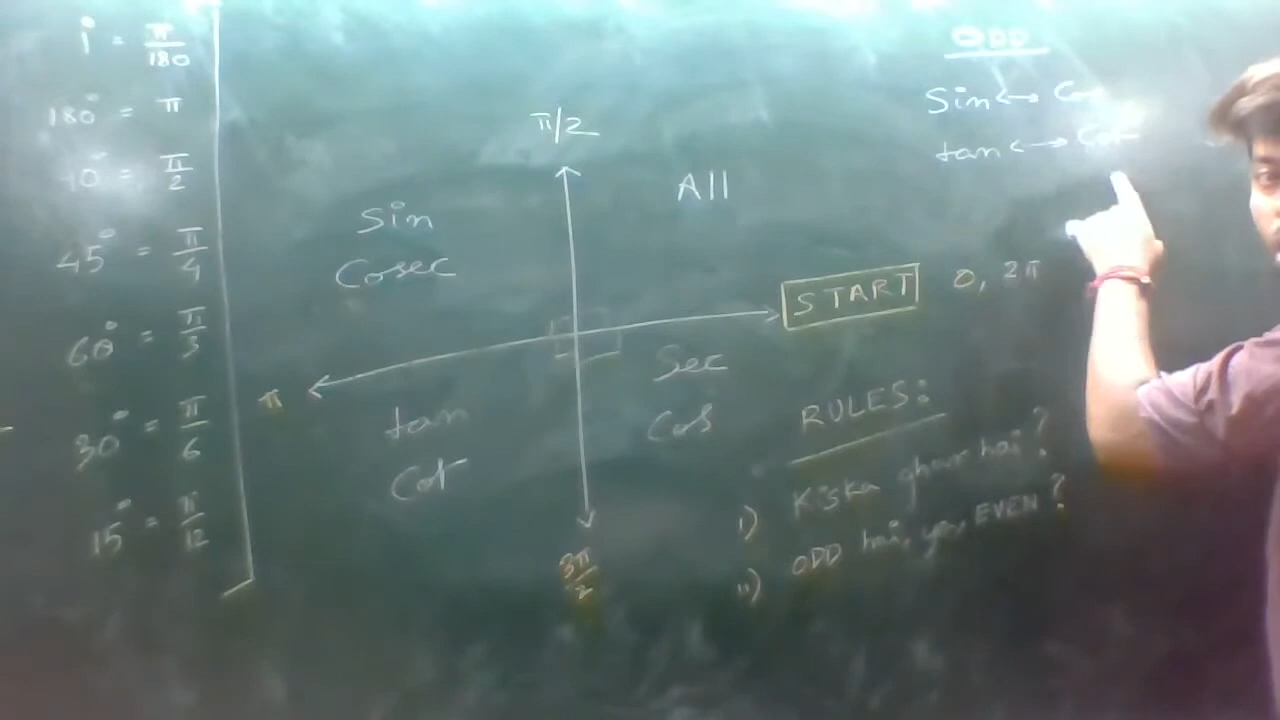 1° = π/180
180° = π
90° = π/2
45° = π/4
60° = π/3
30° = π/6
15° = π/12
π/2
Sin
Cosec
All
START 0, 2π
π
tan
Cot
Sec
Cos
3π/2
ODD
Sin ↔
tan ↔ Cot
RULES:
i) Kiska ghar hai?
ii) ODD hai, ya EVEN?